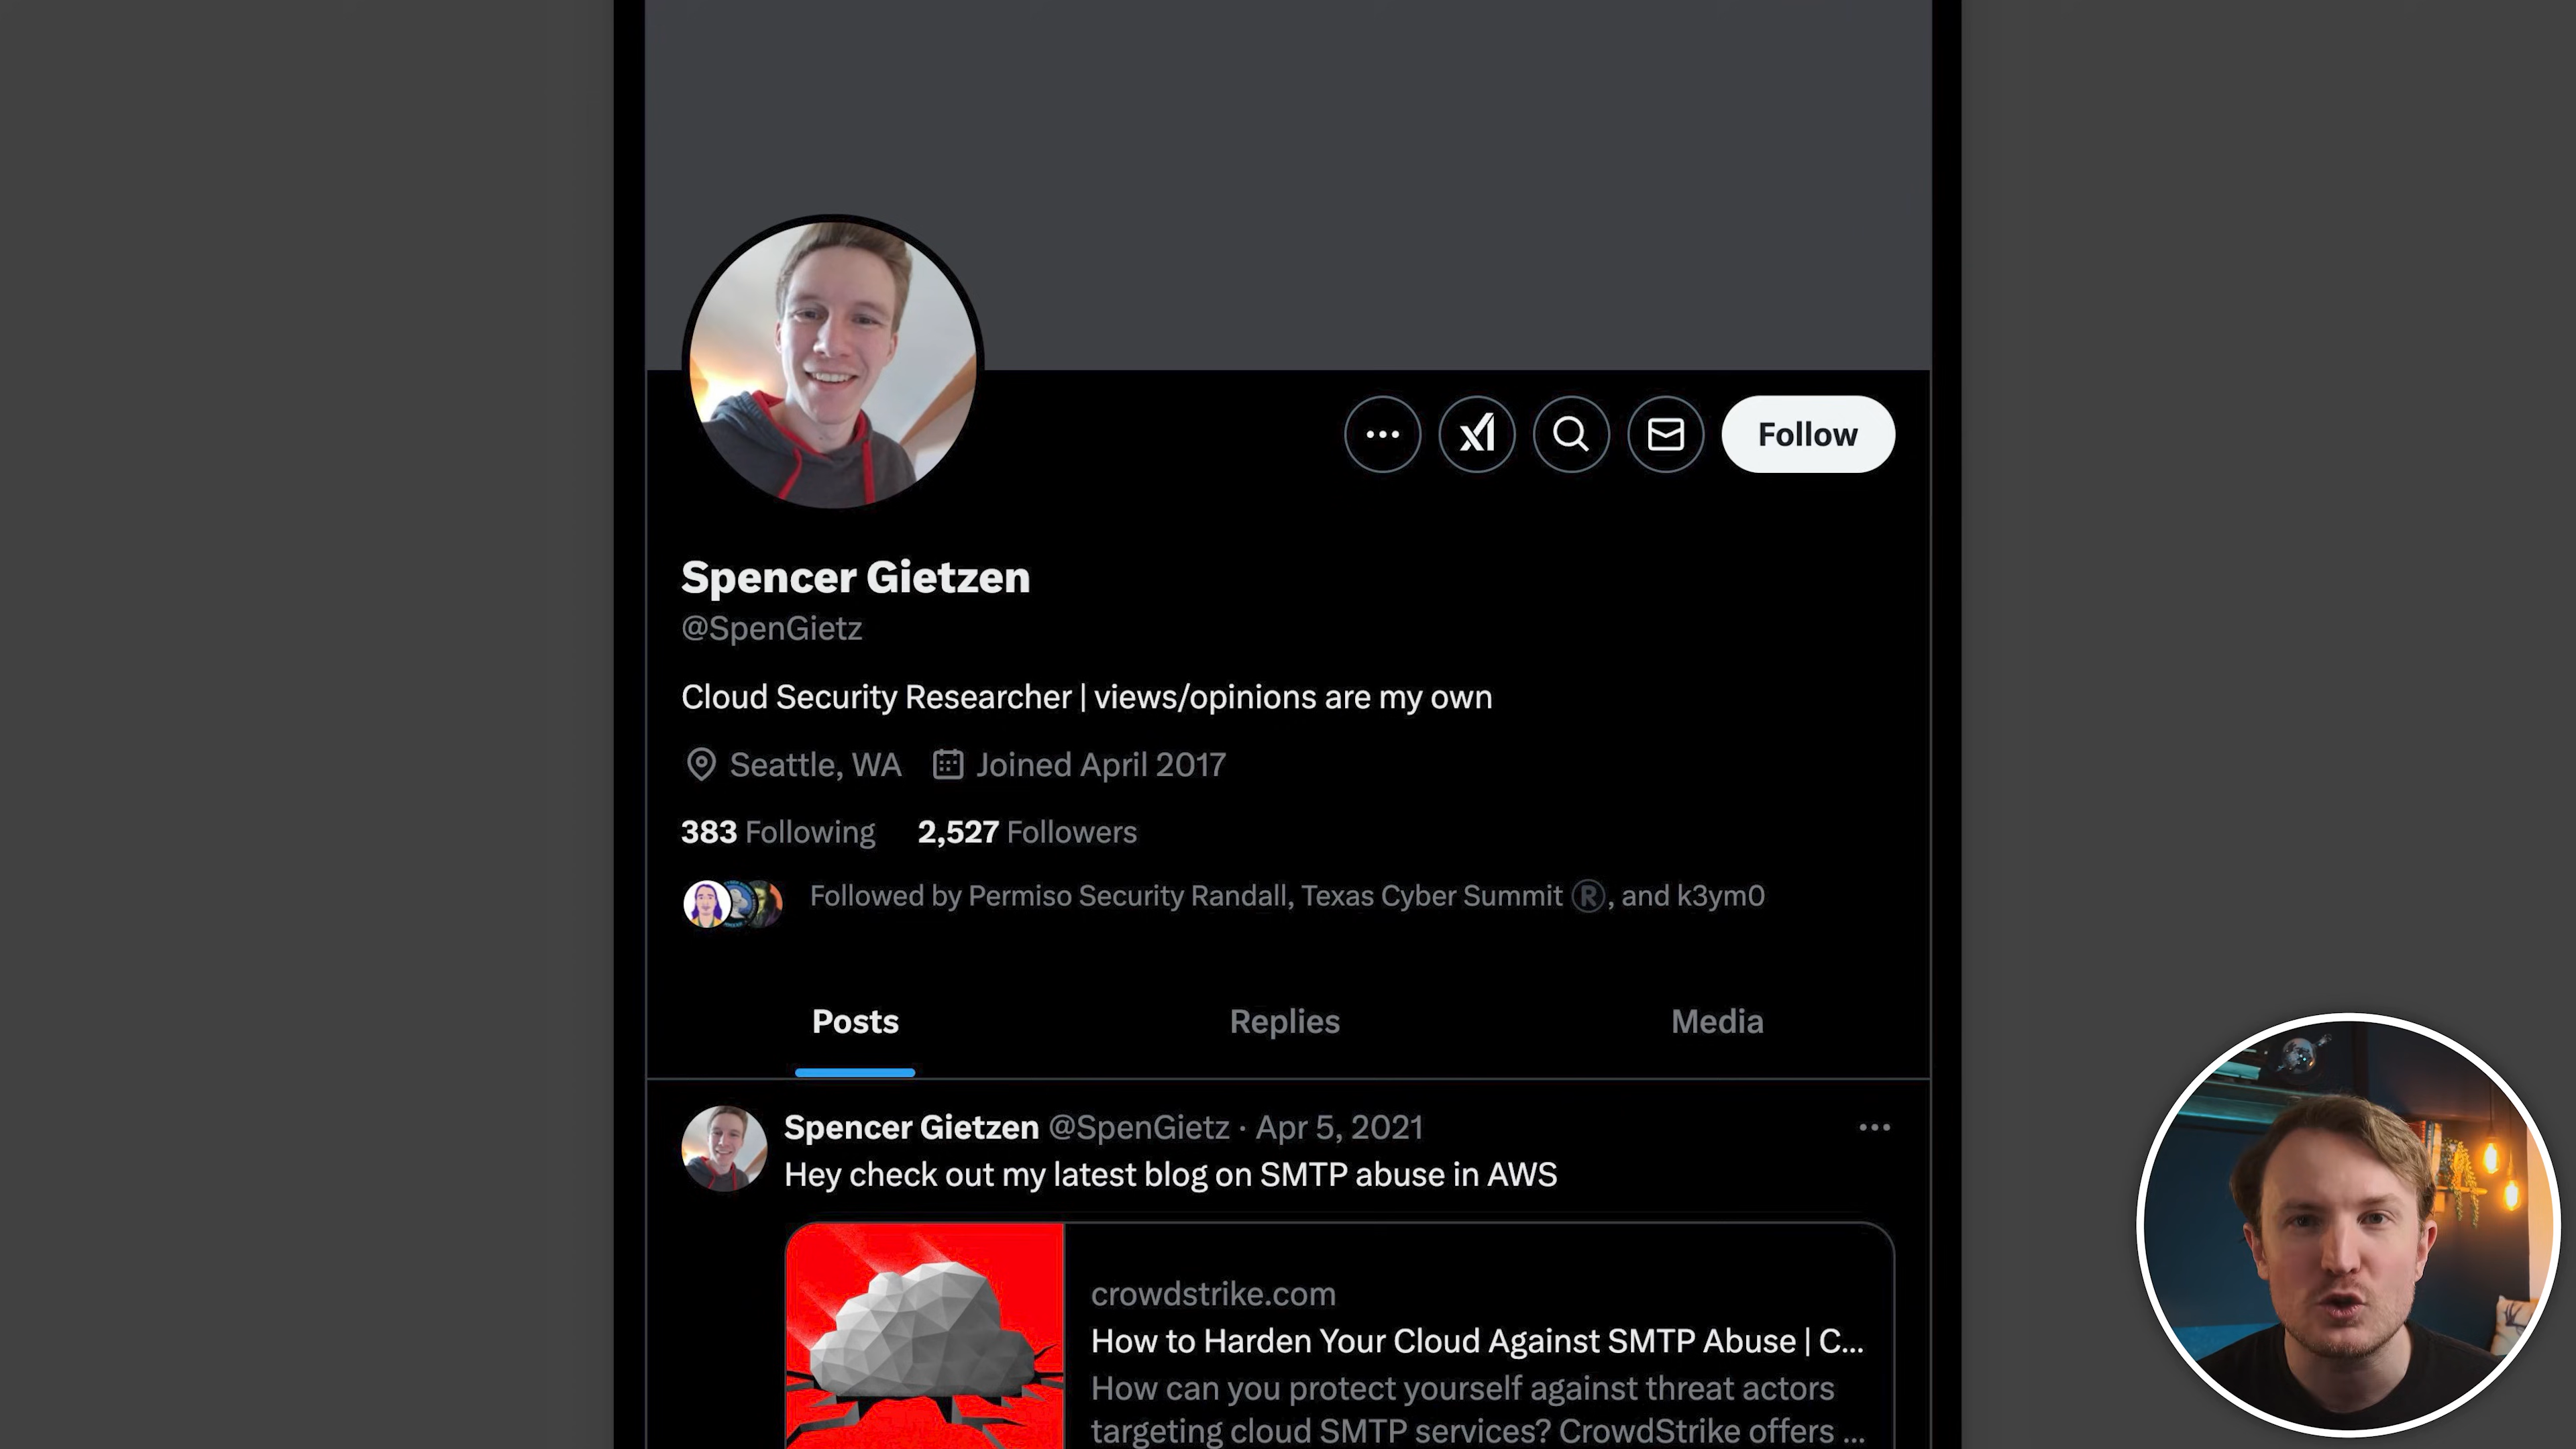 Follow
Spencer Gietzen
@SpenGietz
Cloud Security Researcher | views/opinions are my own
Seattle, WA Joined April 2017
383 Following 2,527 Followers
Followed by Permiso Security Randall, Texas Cyber Summit ®, and k3ym0
Posts Replies Media
Spencer Gietzen @SpenGietz · Apr 5, 2021
Hey check out my latest blog on SMTP abuse in AWS
crowdstrike.com
How to Harden Your Cloud Against SMTP Abuse | C...
How can you protect yourself against threat actors
targeting cloud SMTP services? CrowdStrike offers ...